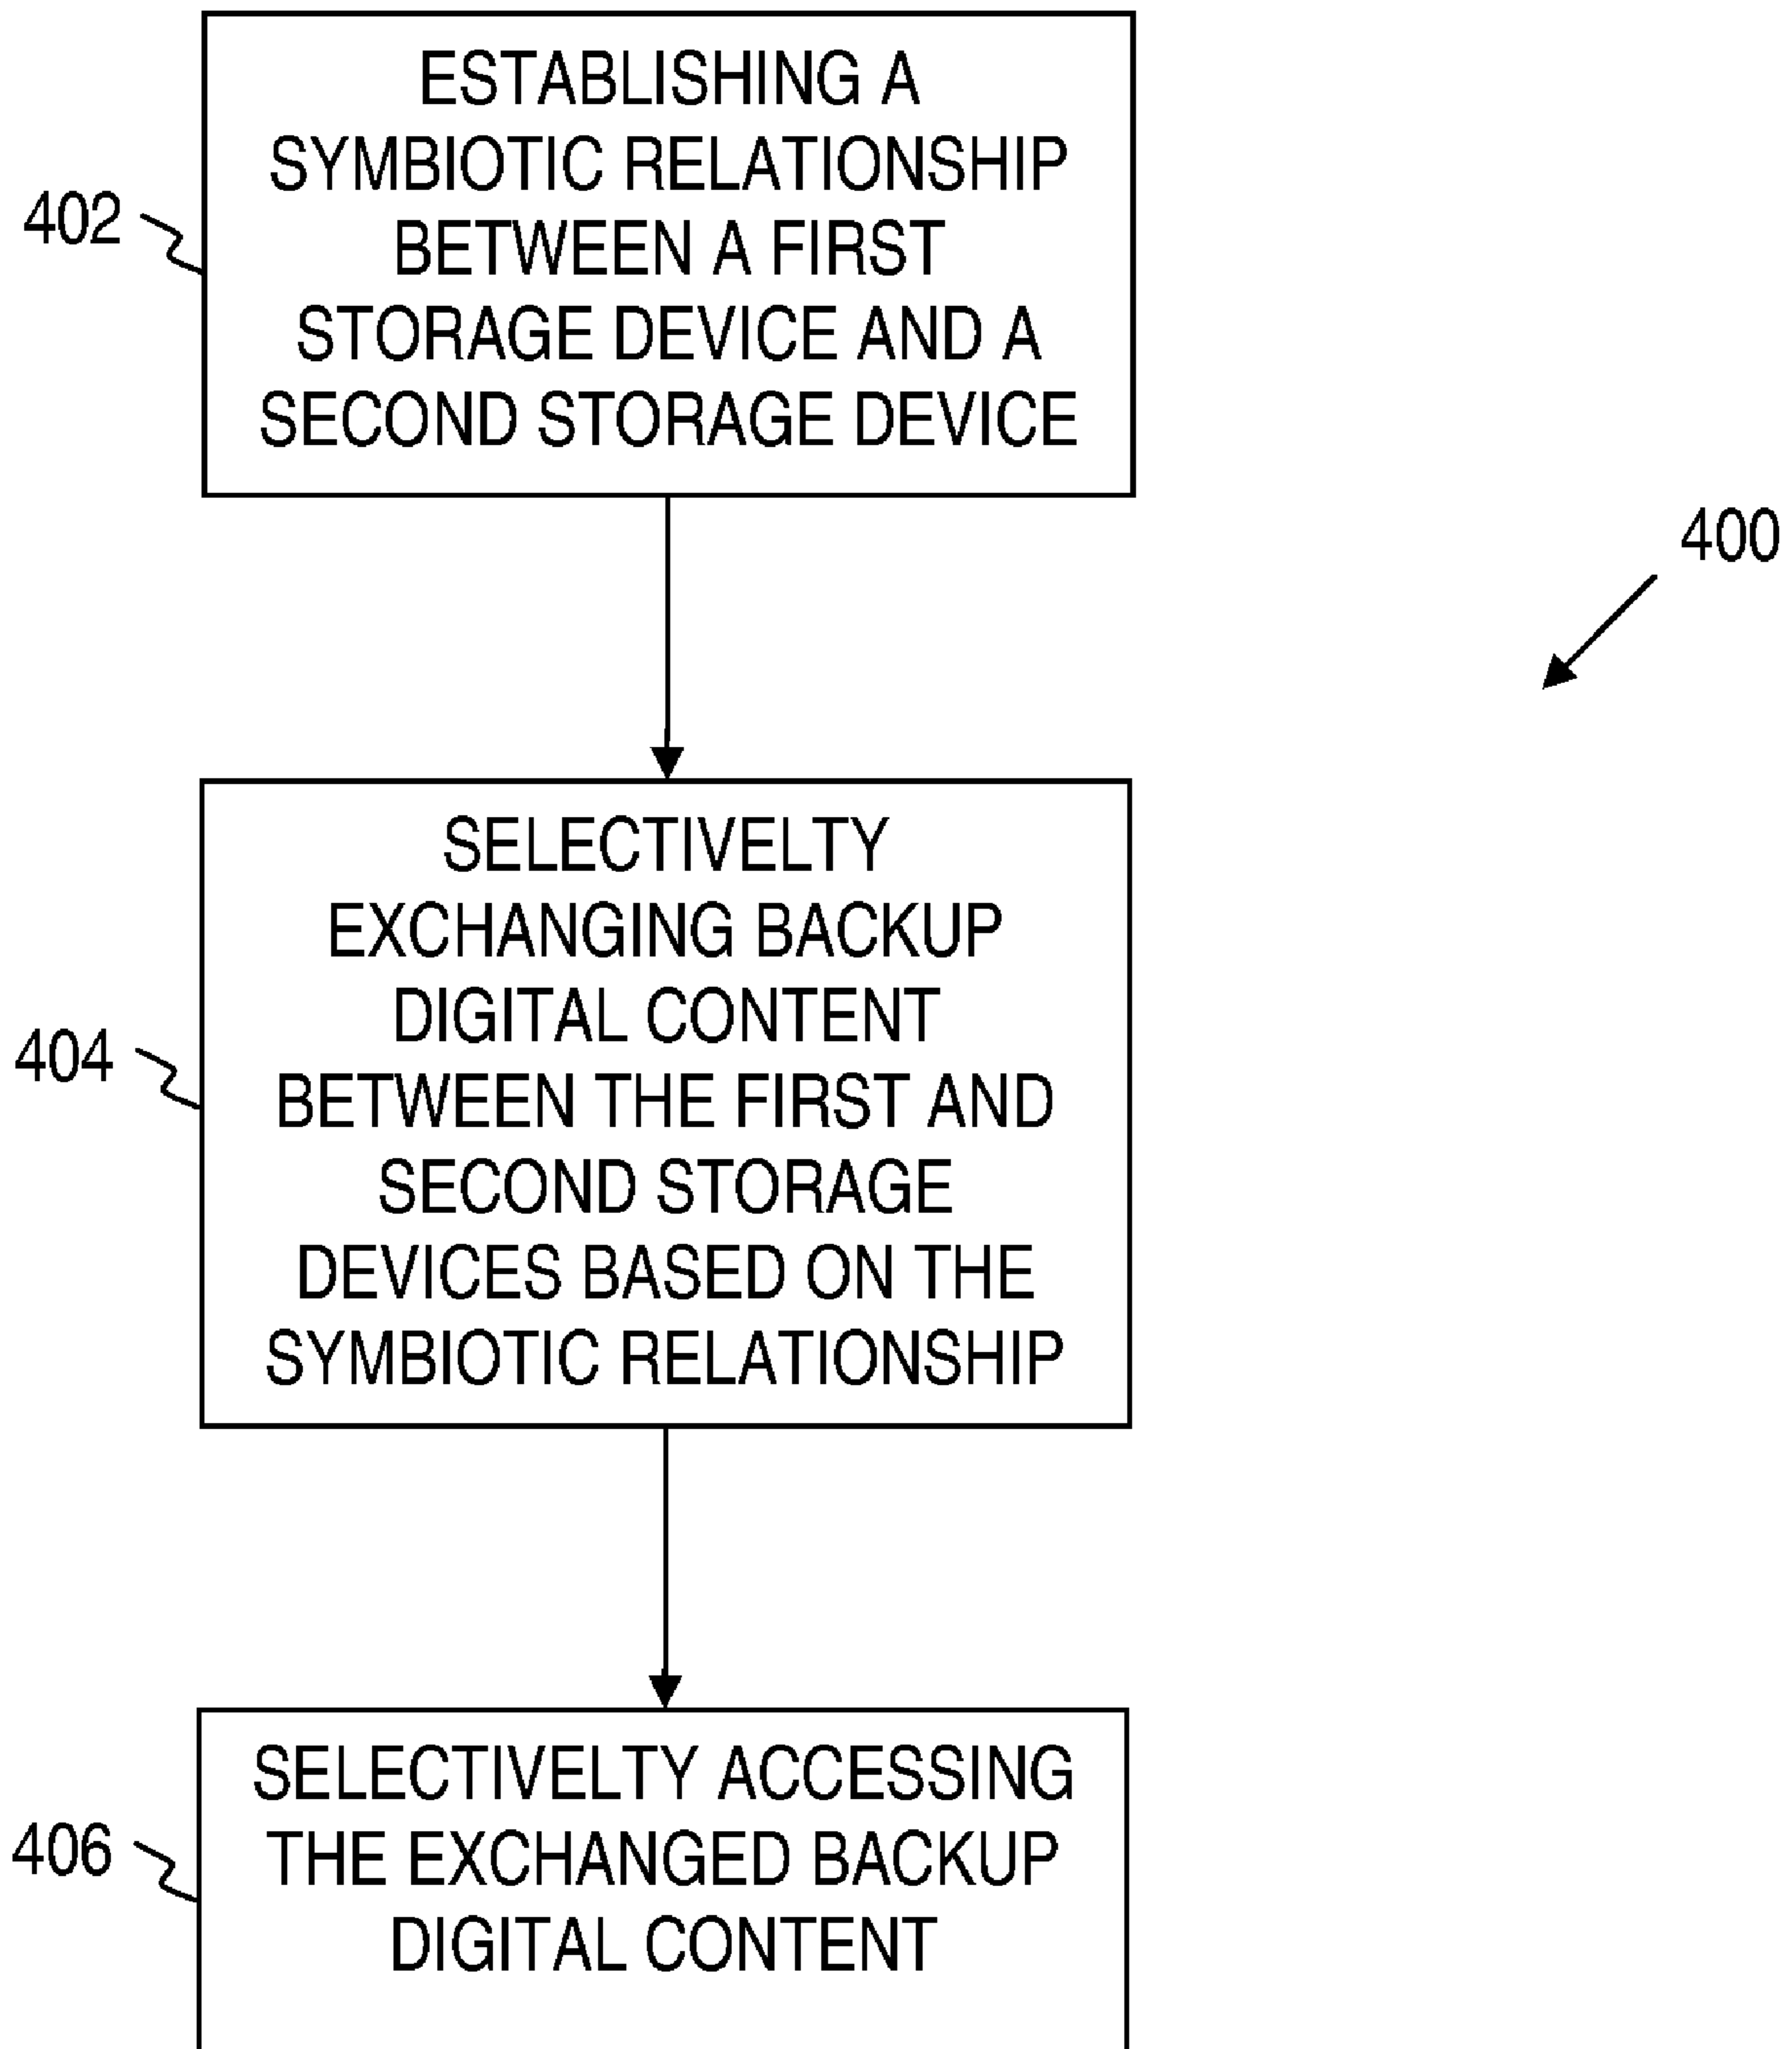 ESTABLISHING A
SYMBIOTIC RELATIONSHIP
BETWEEN A FIRST
STORAGE DEVICE AND A
SECOND STORAGE DEVICE
402
400
SELECTIVELTY
EXCHANGING BACKUP
DIGITAL CONTENT
BETWEEN THE FIRST AND
SECOND STORAGE
DEVICES BASED ON THE
SYMBIOTIC RELATIONSHIP
404
SELECTIVELTY ACCESSING
THE EXCHANGED BACKUP
DIGITAL CONTENT
406